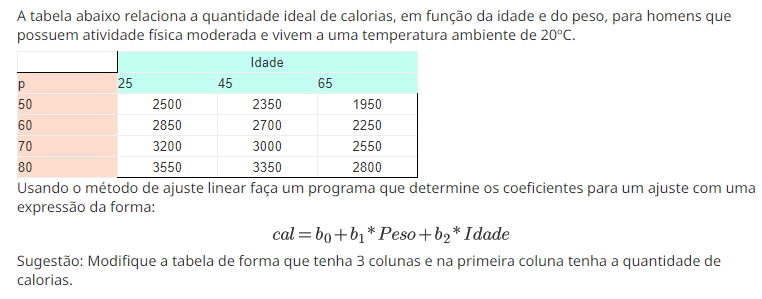 A tabela abaixo relaciona a quantidade ideal de calorias, em função da idade e do peso, para homens que
possuem atividade física moderada e vivem a uma temperatura ambiente de 20ºC.
Idade
p 25 45 65
50 2500 2350 1950
60 2850 2700 2250
70 3200 3000 2550
80 3550 3350 2800
Usando o método de ajuste linear faça um programa que determine os coeficientes para um ajuste com uma
expressão da forma:
cal = b₀ + b₁ * Peso + b₂ * Idade
Sugestão: Modifique a tabela de forma que tenha 3 colunas e na primeira coluna tenha a quantidade de
calorias.